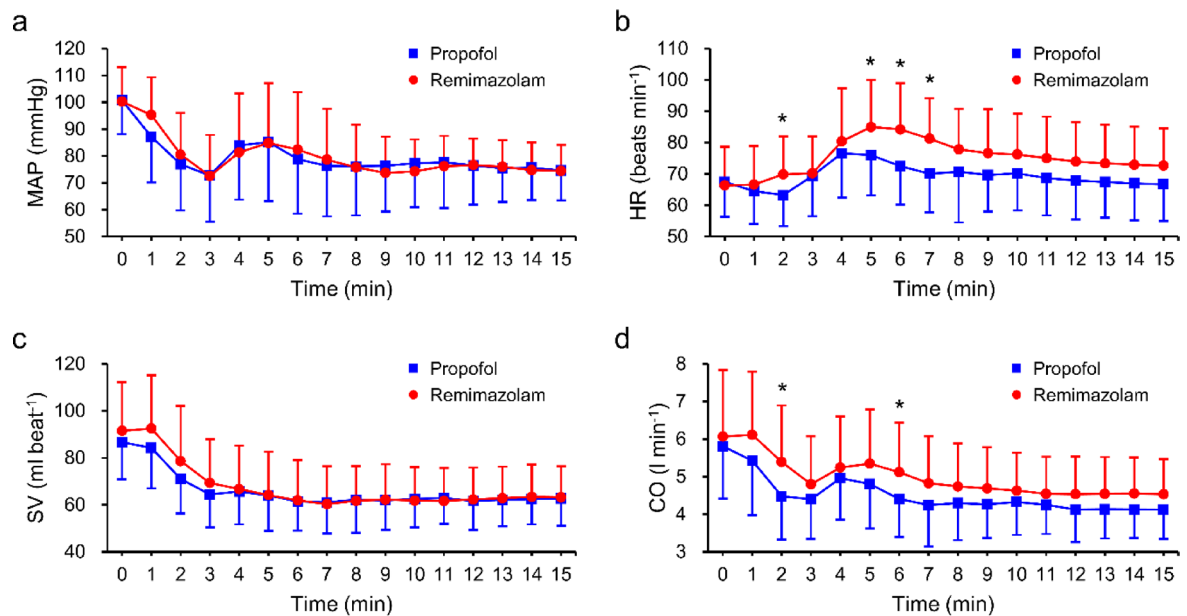 a
120
110
100
90
80
70
60
50
MAP (mmHg)
Propofol
Remimazolam
0 1 2 3 4 5 6 7 8 9 10 11 12 13 14 15
Time (min)
b
110
100
90
80
70
60
50
HR (beats min⁻¹)
Propofol
Remimazolam
* * * *
0 1 2 3 4 5 6 7 8 9 10 11 12 13 14 15
Time (min)
c
120
100
80
60
40
SV (ml beat⁻¹)
Propofol
Remimazolam
0 1 2 3 4 5 6 7 8 9 10 11 12 13 14 15
Time (min)
d
8
7
6
5
4
3
CO (l min⁻¹)
Propofol
Remimazolam
* *
0 1 2 3 4 5 6 7 8 9 10 11 12 13 14 15
Time (min)